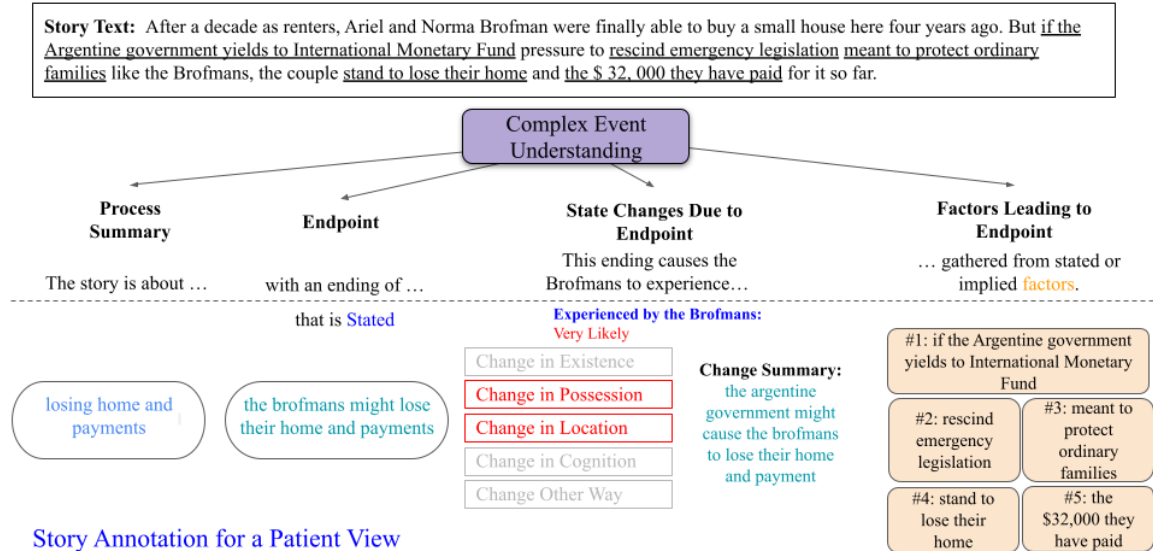 Story Text: After a decade as renters, Ariel and Norma Brofman were finally able to buy a small house here four years ago. But if the
Argentine government yields to International Monetary Fund pressure to rescind emergency legislation meant to protect ordinary
families like the Brofmans, the couple stand to lose their home and the $ 32, 000 they have paid for it so far.
Complex Event
Understanding
Process
Summary
The story is about …
losing home and
payments
Endpoint
with an ending of …
that is Stated
the brofmans might lose
their home and payments
State Changes Due to
Endpoint
This ending causes the
Brofmans to experience…
Experienced by the Brofmans:
Very Likely
Change in Existence
Change in Possession
Change in Location
Change in Cognition
Change Other Way
Change Summary:
the argentine
government might
cause the brofmans
to lose their home
and payment
Factors Leading to
Endpoint
… gathered from stated or
implied factors.
#1: if the Argentine government
yields to International Monetary
Fund
#2: rescind
emergency
legislation
#3: meant to
protect
ordinary
families
#4: stand to
lose their
home
#5: the
$32,000 they
have paid
Story Annotation for a Patient View